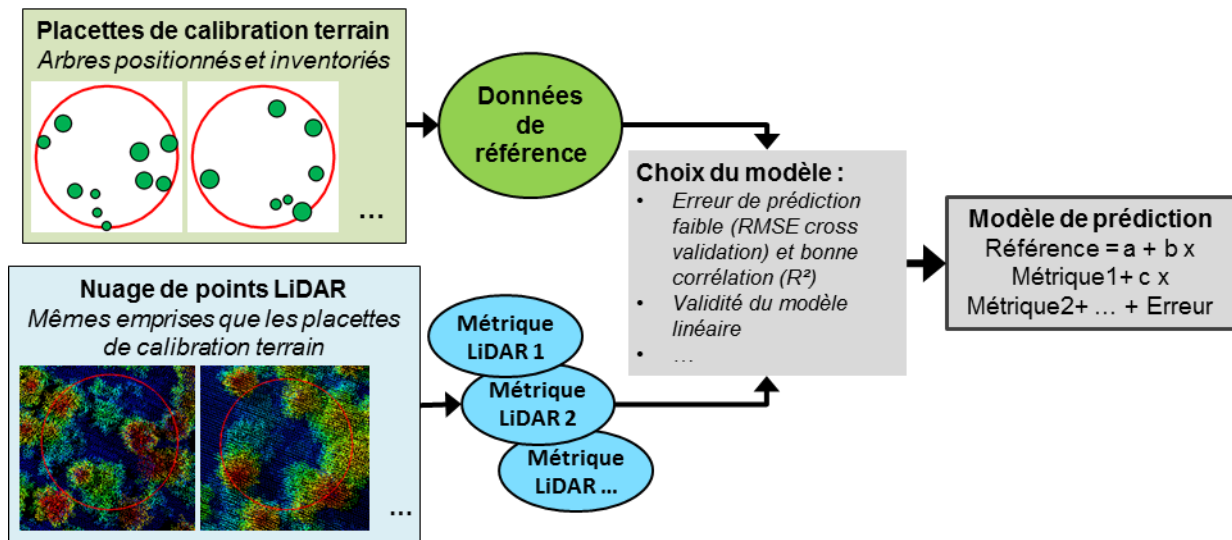 Placettes de calibration terrain
Arbres positionnés et inventoriés
...
Données
de
référence
Nuage de points LiDAR
Mêmes emprises que les placettes
de calibration terrain
...
Métrique
LiDAR 1
Métrique
LiDAR 2
Métrique
LiDAR ...
Choix du modèle :
• Erreur de prédiction
faible (RMSE cross
validation) et bonne
corrélation (R²)
• Validité du modèle
linéaire
• ...
Modèle de prédiction
Référence = a + b x
Métrique1+ c x
Métrique2+ ... + Erreur